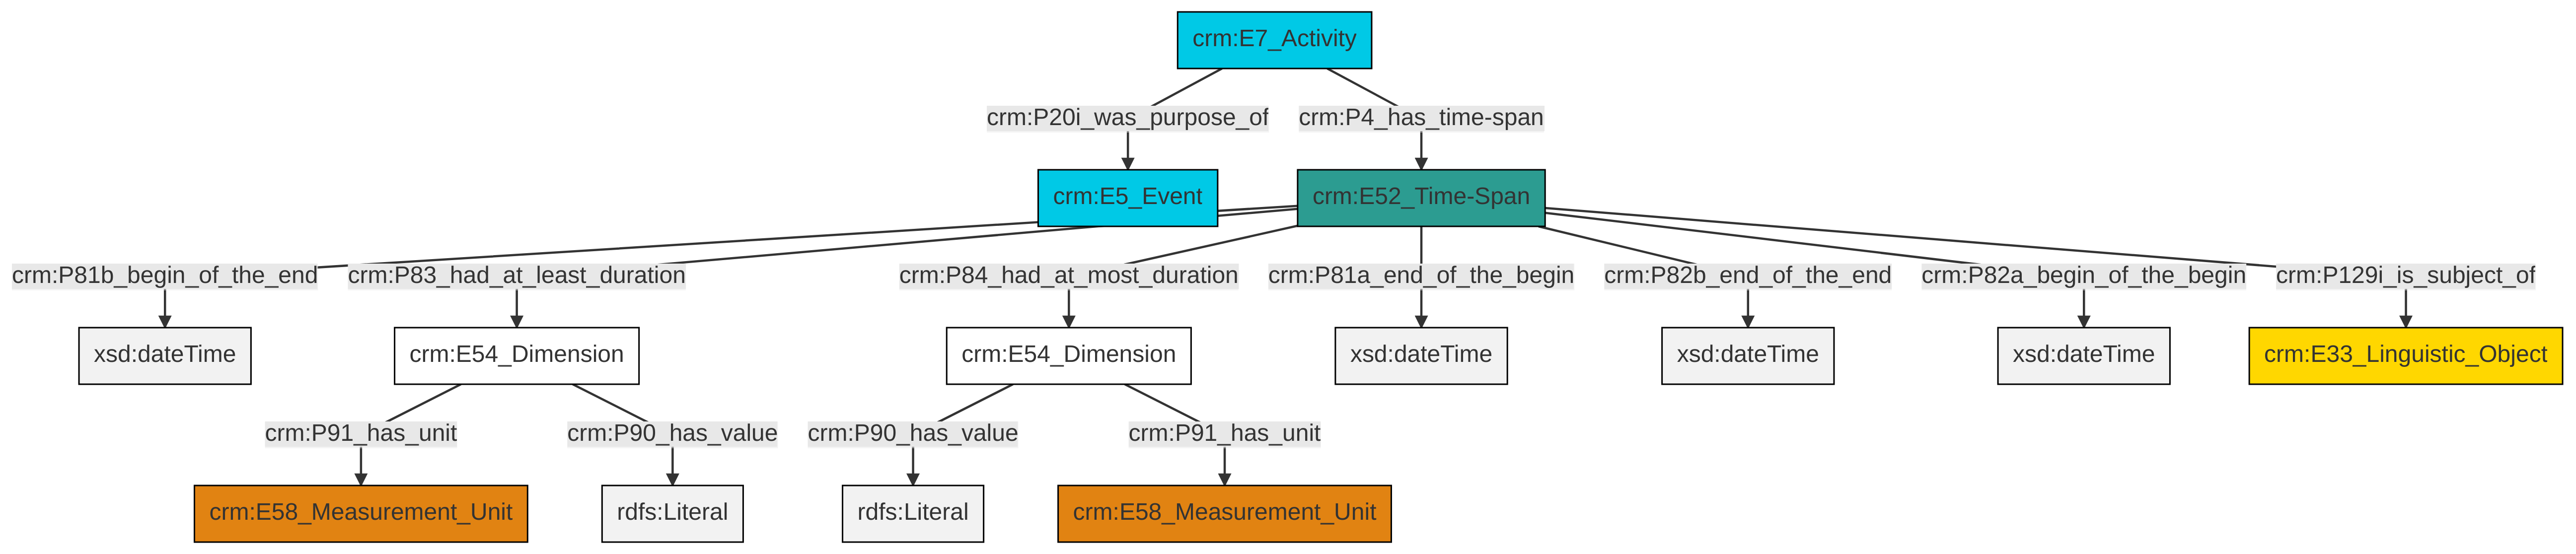 crm:E7_Activity
crm:P20i_was_purpose_of
crm:P4_has_time-span
crm:E5_Event
crm:E52_Time-Span
crm:P81b_begin_of_the_end
crm:P83_had_at_least_duration
crm:P84_had_at_most_duration
crm:P81a_end_of_the_begin
crm:P82b_end_of_the_end
crm:P82a_begin_of_the_begin
crm:P129i_is_subject_of
xsd:dateTime
crm:E54_Dimension
crm:E54_Dimension
xsd:dateTime
xsd:dateTime
xsd:dateTime
crm:E33_Linguistic_Object
crm:P91_has_unit
crm:P90_has_value
crm:P90_has_value
crm:P91_has_unit
crm:E58_Measurement_Unit
rdfs:Literal
rdfs:Literal
crm:E58_Measurement_Unit